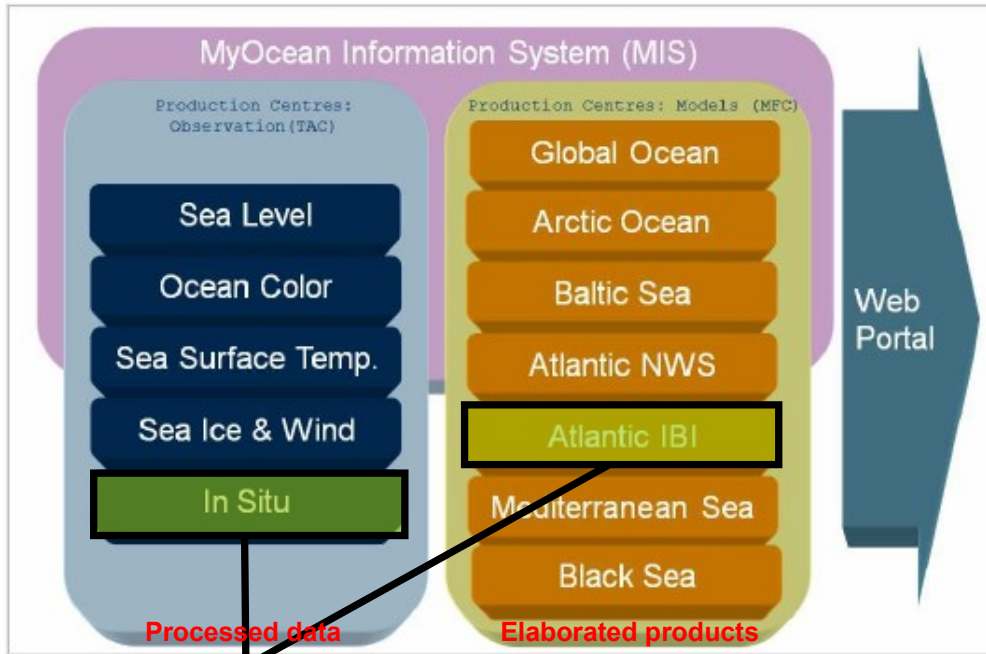 MyOcean Information System (MIS)
Production Centres:
Observation(TAC)
Sea Level
Ocean Color
Sea Surface Temp.
Sea Ice & Wind
In Situ
Processed data
Production Centres: Models (MFC)
Global Ocean
Arctic Ocean
Baltic Sea
Atlantic NWS
Atlantic IBI
Mediterranean Sea
Black Sea
Elaborated products
Web
Portal